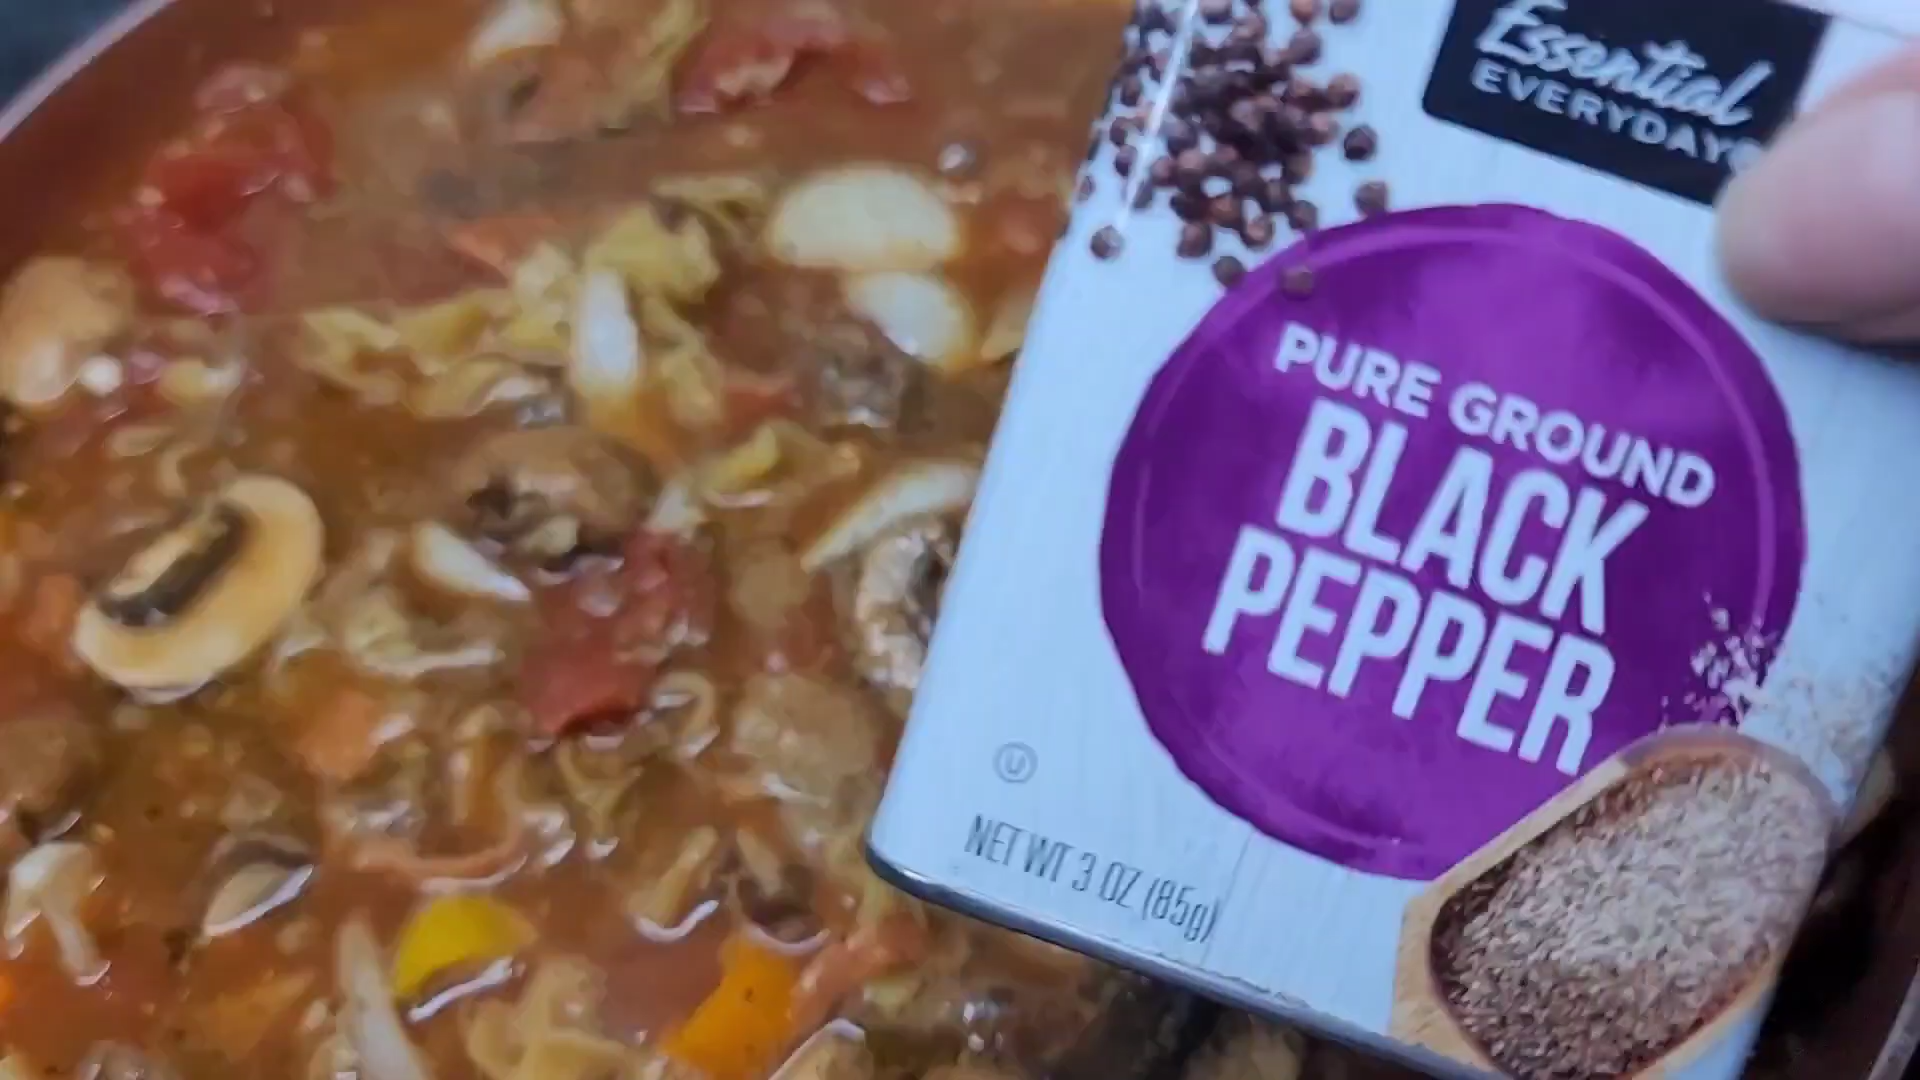 Essential
EVERYDAY®
PURE GROUND
BLACK
PEPPER
U
NET WT 3 OZ (85g)